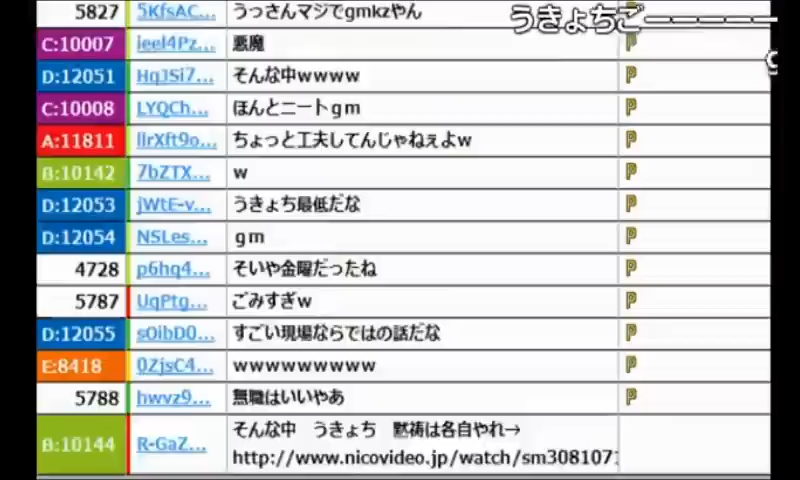 うきょちごーーーーーー
5827 5KfsAC... うっさんマジでgmkzやん P
C:10007 ieel4Pz... 悪魔 P
D:12051 HqJSi7... そんな中wwww P
C:10008 LYQCh... ほんとニートgm P
A:11811 llrXft9o... ちょっと工夫してんじゃねぇよw P
B:10142 7bZTX... w P
D:12053 jWtE-v... うきょち最低だな P
D:12054 NSLes... gm P
4728 p6hq4... そいや金曜だったね P
5787 UqPtg... ごみすぎw P
D:12055 sOibD0... すごい現場ならではの話だな P
E:8418 0ZjsC4... wwwwwwwww P
5788 hwvz9... 無職はいいやあ P
B:10144 R-GaZ... そんな中　うきょち　黙祷は各自やれ→
http://www.nicovideo.jp/watch/sm308107